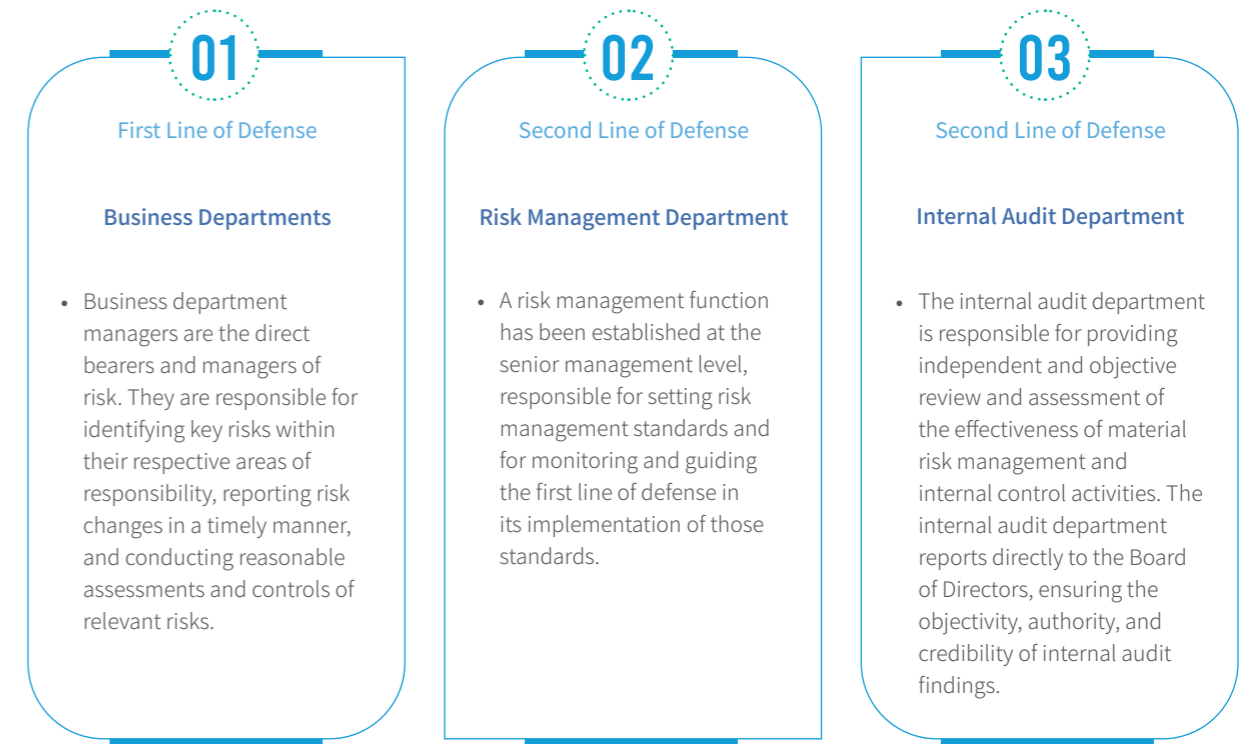 01
First Line of Defense
Business Departments
• Business department
managers are the direct
bearers and managers of
risk. They are responsible for
identifying key risks within
their respective areas of
responsibility, reporting risk
changes in a timely manner,
and conducting reasonable
assessments and controls of
relevant risks.
02
Second Line of Defense
Risk Management Department
• A risk management function
has been established at the
senior management level,
responsible for setting risk
management standards and
for monitoring and guiding
the first line of defense in
its implementation of those
standards.
03
Second Line of Defense
Internal Audit Department
• The internal audit department
is responsible for providing
independent and objective
review and assessment of
the effectiveness of material
risk management and
internal control activities. The
internal audit department
reports directly to the Board
of Directors, ensuring the
objectivity, authority, and
credibility of internal audit
findings.